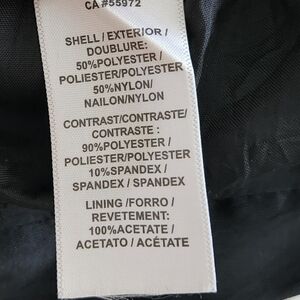 CA #55972
SHELL / EXTERIOR /
DOUBLURE:
50%POLYESTER /
POLIESTER/POLYESTER
50%NYLON/
NAILON/NYLON
CONTRAST/CONTRASTE/
CONTRASTE :
90%POLYESTER /
POLIESTER/POLYESTER
10%SPANDEX /
SPANDEX / SPANDEX
LINING /FORRO /
REVETEMENT:
100%ACETATE /
ACETATO / ACÉTATE